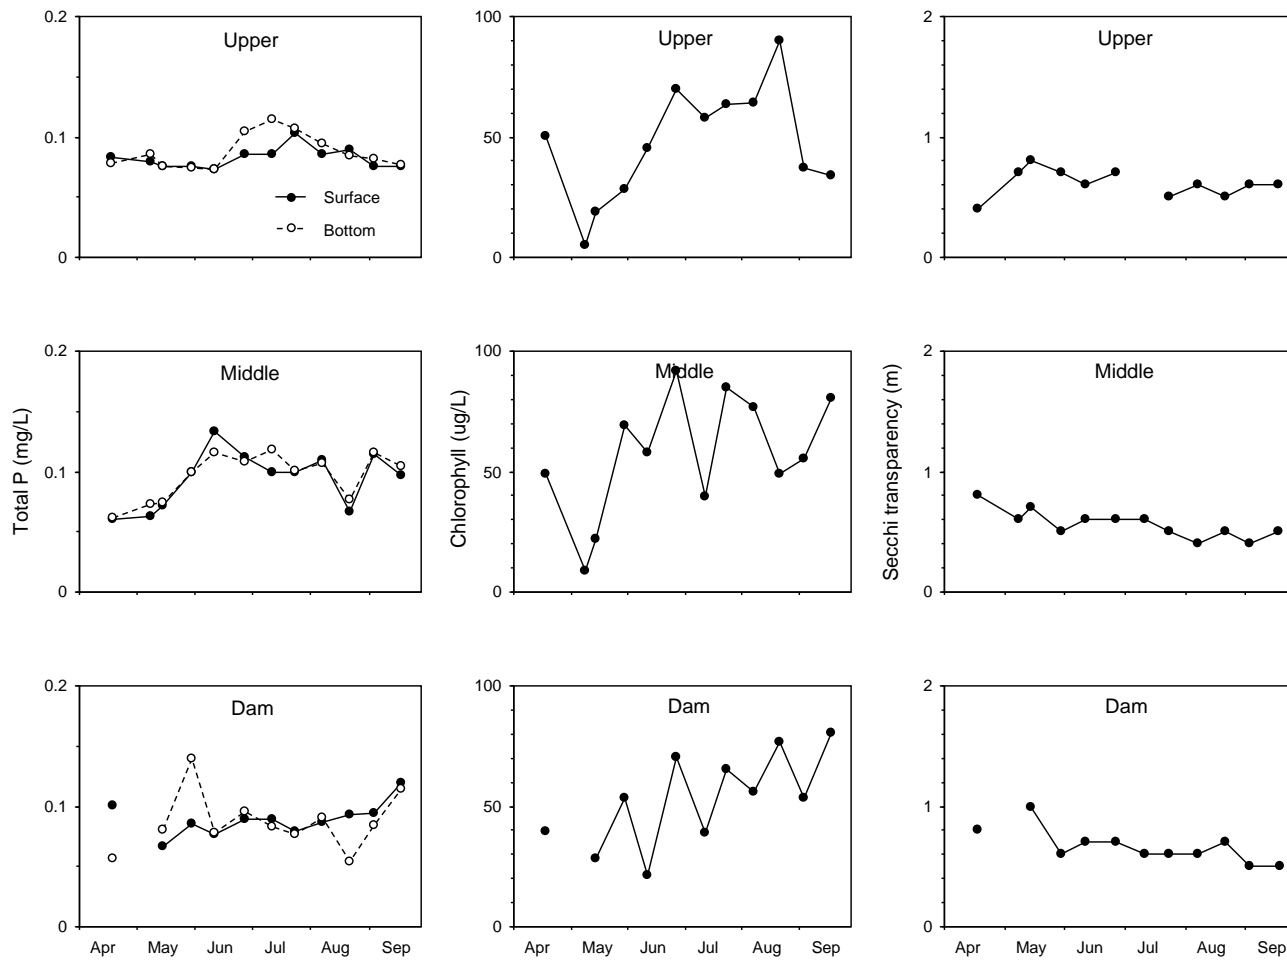 0.2
0.1
0
Upper
Surface
Bottom
100
50
0
Upper
2
1
0
Upper
Total P (mg/L)
0.2
0.1
0
Middle
Chlorophyll (ug/L)
100
50
0
Middle
Secchi transparency (m)
2
1
0
Middle
0.2
0.1
0
Dam
Apr May Jun Jul Aug Sep
100
50
0
Dam
Apr May Jun Jul Aug Sep
2
1
0
Dam
Apr May Jun Jul Aug Sep